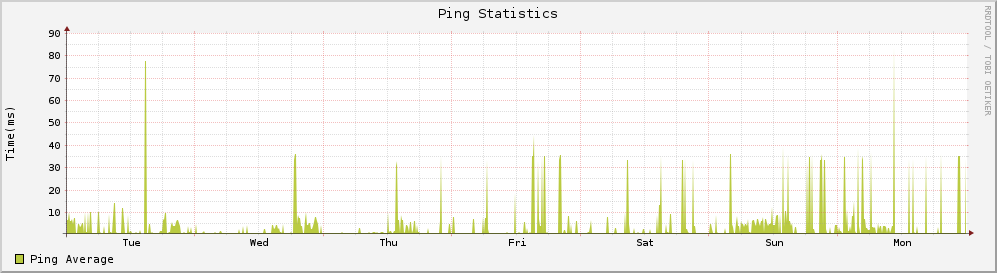 Ping Statistics
RRDTOOL / TOBI OETIKER
Time(ms)
90
80
70
60
50
40
30
20
10
Tue Wed Thu Fri Sat Sun Mon
Ping Average